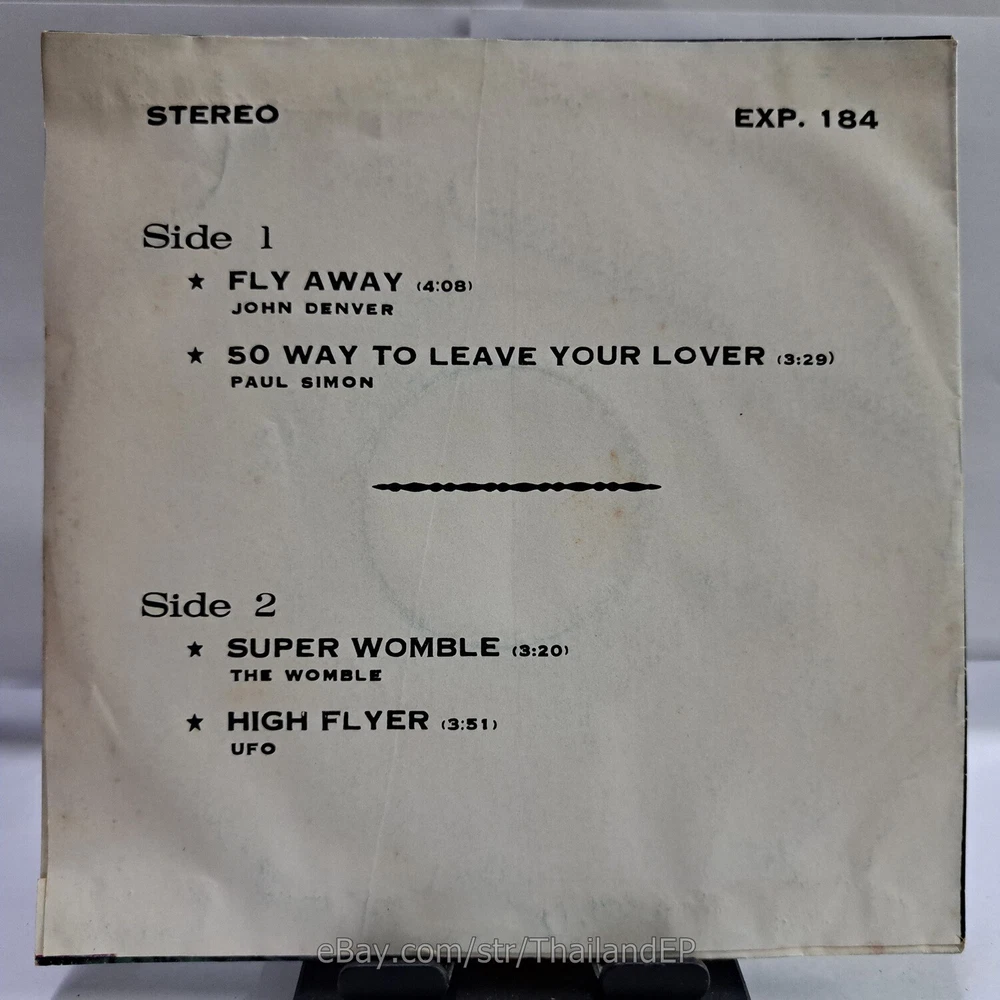 STEREO EXP. 184
Side 1
★ FLY AWAY (4:08)
JOHN DENVER
★ 50 WAY TO LEAVE YOUR LOVER (3:29)
PAUL SIMON
Side 2
★ SUPER WOMBLE (3:20)
THE WOMBLE
★ HIGH FLYER (3:51)
UFO
eBay.com/str/ThailandEP